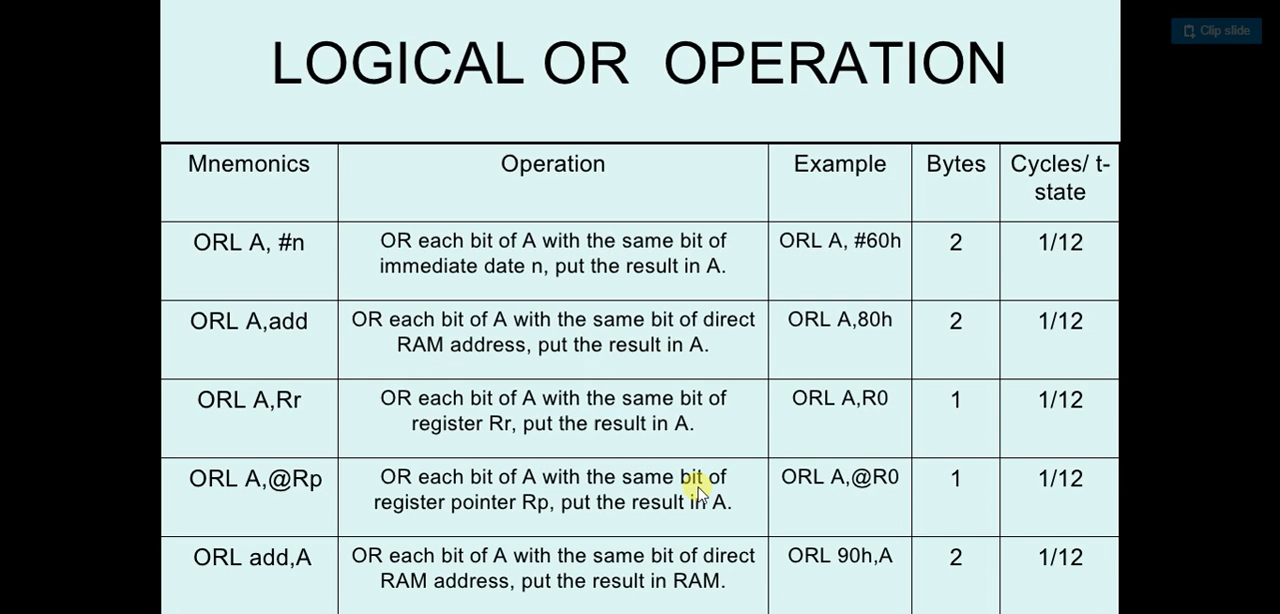 Clip slide
LOGICAL OR OPERATION
Mnemonics Operation Example Bytes Cycles/ t-
state
ORL A, #n OR each bit of A with the same bit of ORL A, #60h 2 1/12
immediate date n, put the result in A.
ORL A,add OR each bit of A with the same bit of direct ORL A,80h 2 1/12
RAM address, put the result in A.
ORL A,Rr OR each bit of A with the same bit of ORL A,R0 1 1/12
register Rr, put the result in A.
ORL A,@Rp OR each bit of A with the same bit of ORL A,@R0 1 1/12
register pointer Rp, put the result in A.
ORL add,A OR each bit of A with the same bit of direct ORL 90h,A 2 1/12
RAM address, put the result in RAM.